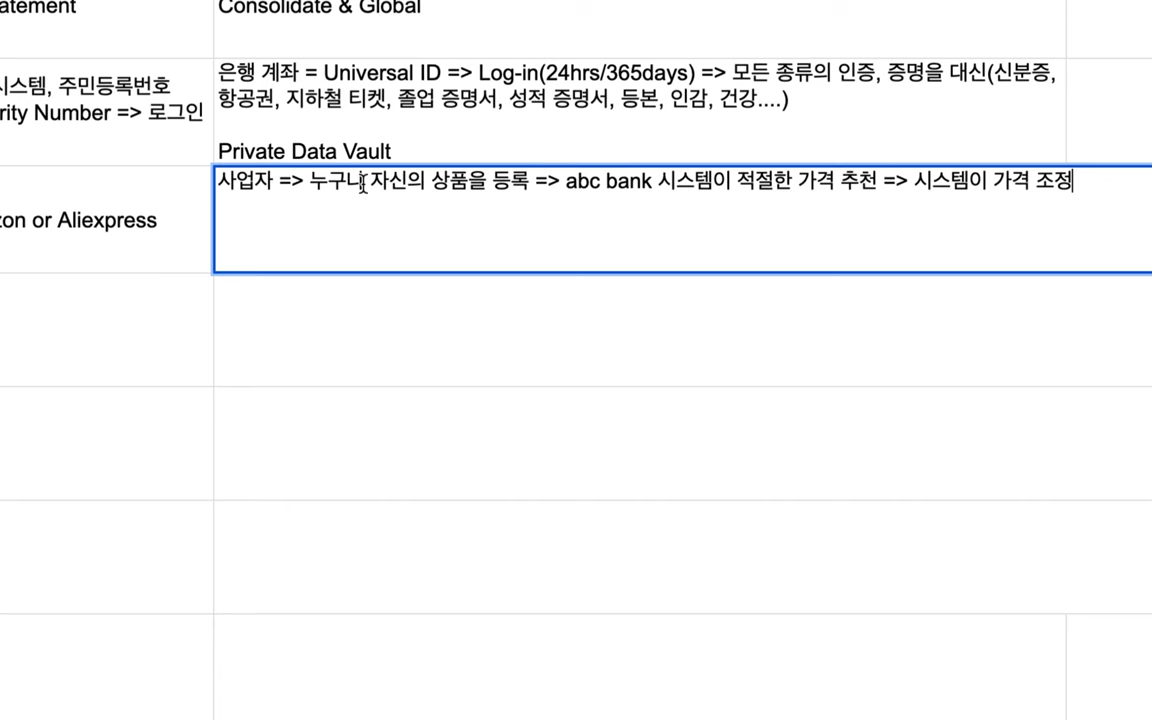 atement
Consolidate & Global
시스템, 주민등록번호
rity Number => 로그인
은행 계좌 = Universal ID => Log-in(24hrs/365days) => 모든 종류의 인증, 증명을 대신(신분증,
항공권, 지하철 티켓, 졸업 증명서, 성적 증명서, 등본, 인감, 건강....)
Private Data Vault
zon or Aliexpress
사업자 => 누구나 자신의 상품을 등록 => abc bank 시스템이 적절한 가격 추천 => 시스템이 가격 조정